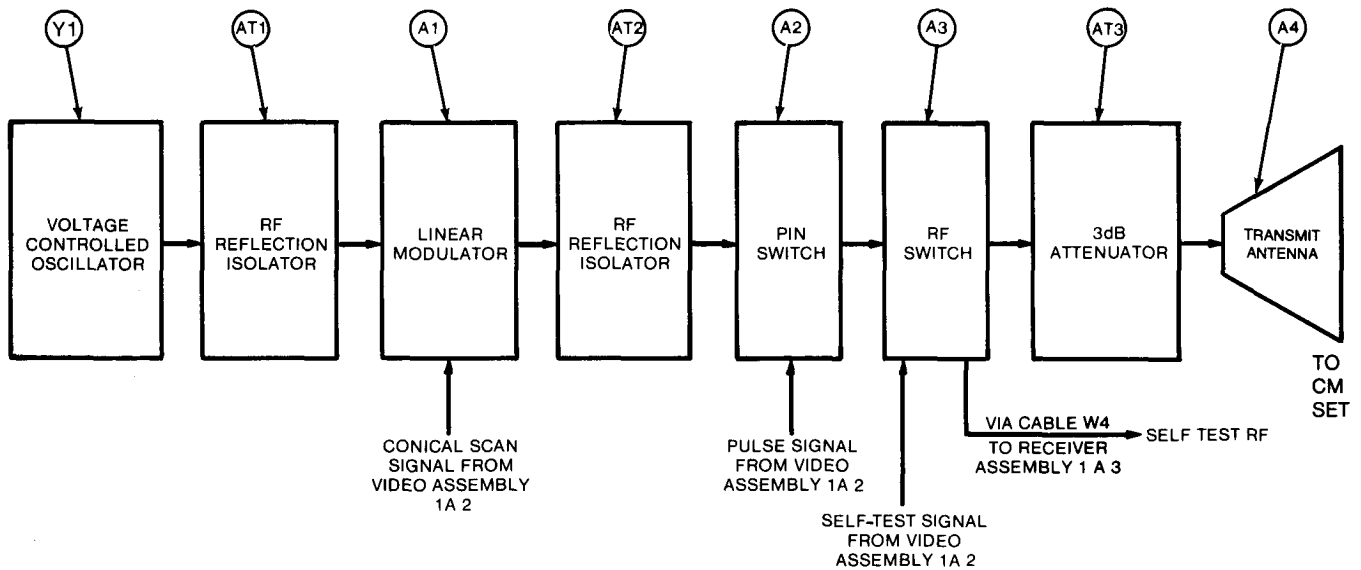 Y1
AT1
A1
AT2
A2
A3
AT3
A4
VOLTAGE
CONTROLLED
OSCILLATOR
RF
REFLECTION
ISOLATOR
LINEAR
MODULATOR
RF
REFLECTION
ISOLATOR
PIN
SWITCH
RF
SWITCH
3dB
ATTENUATOR
TRANSMIT
ANTENNA
TO
CM
SET
CONICAL SCAN
SIGNAL FROM
VIDEO ASSEMBLY
1A 2
PULSE SIGNAL
FROM VIDEO
ASSEMBLY 1A 2
SELF-TEST SIGNAL
FROM VIDEO
ASSEMBLY 1A 2
VIA CABLE W4
TO RECEIVER
ASSEMBLY 1 A 3
SELF TEST RF